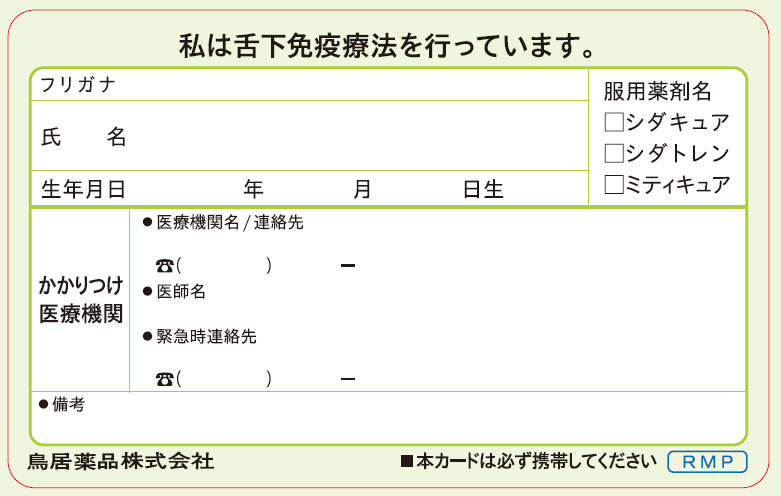 私は舌下免疫療法を行っています。
フリガナ
氏　名
生年月日　年　月　日生
服用薬剤名
□シダキュア
□シダトレン
□ミティキュア
かかりつけ
医療機関
●医療機関名/連絡先
☎(　　)　　ー
●医師名
●緊急時連絡先
☎(　　)　　ー
●備考
鳥居薬品株式会社
■本カードは必ず携帯してください
RMP